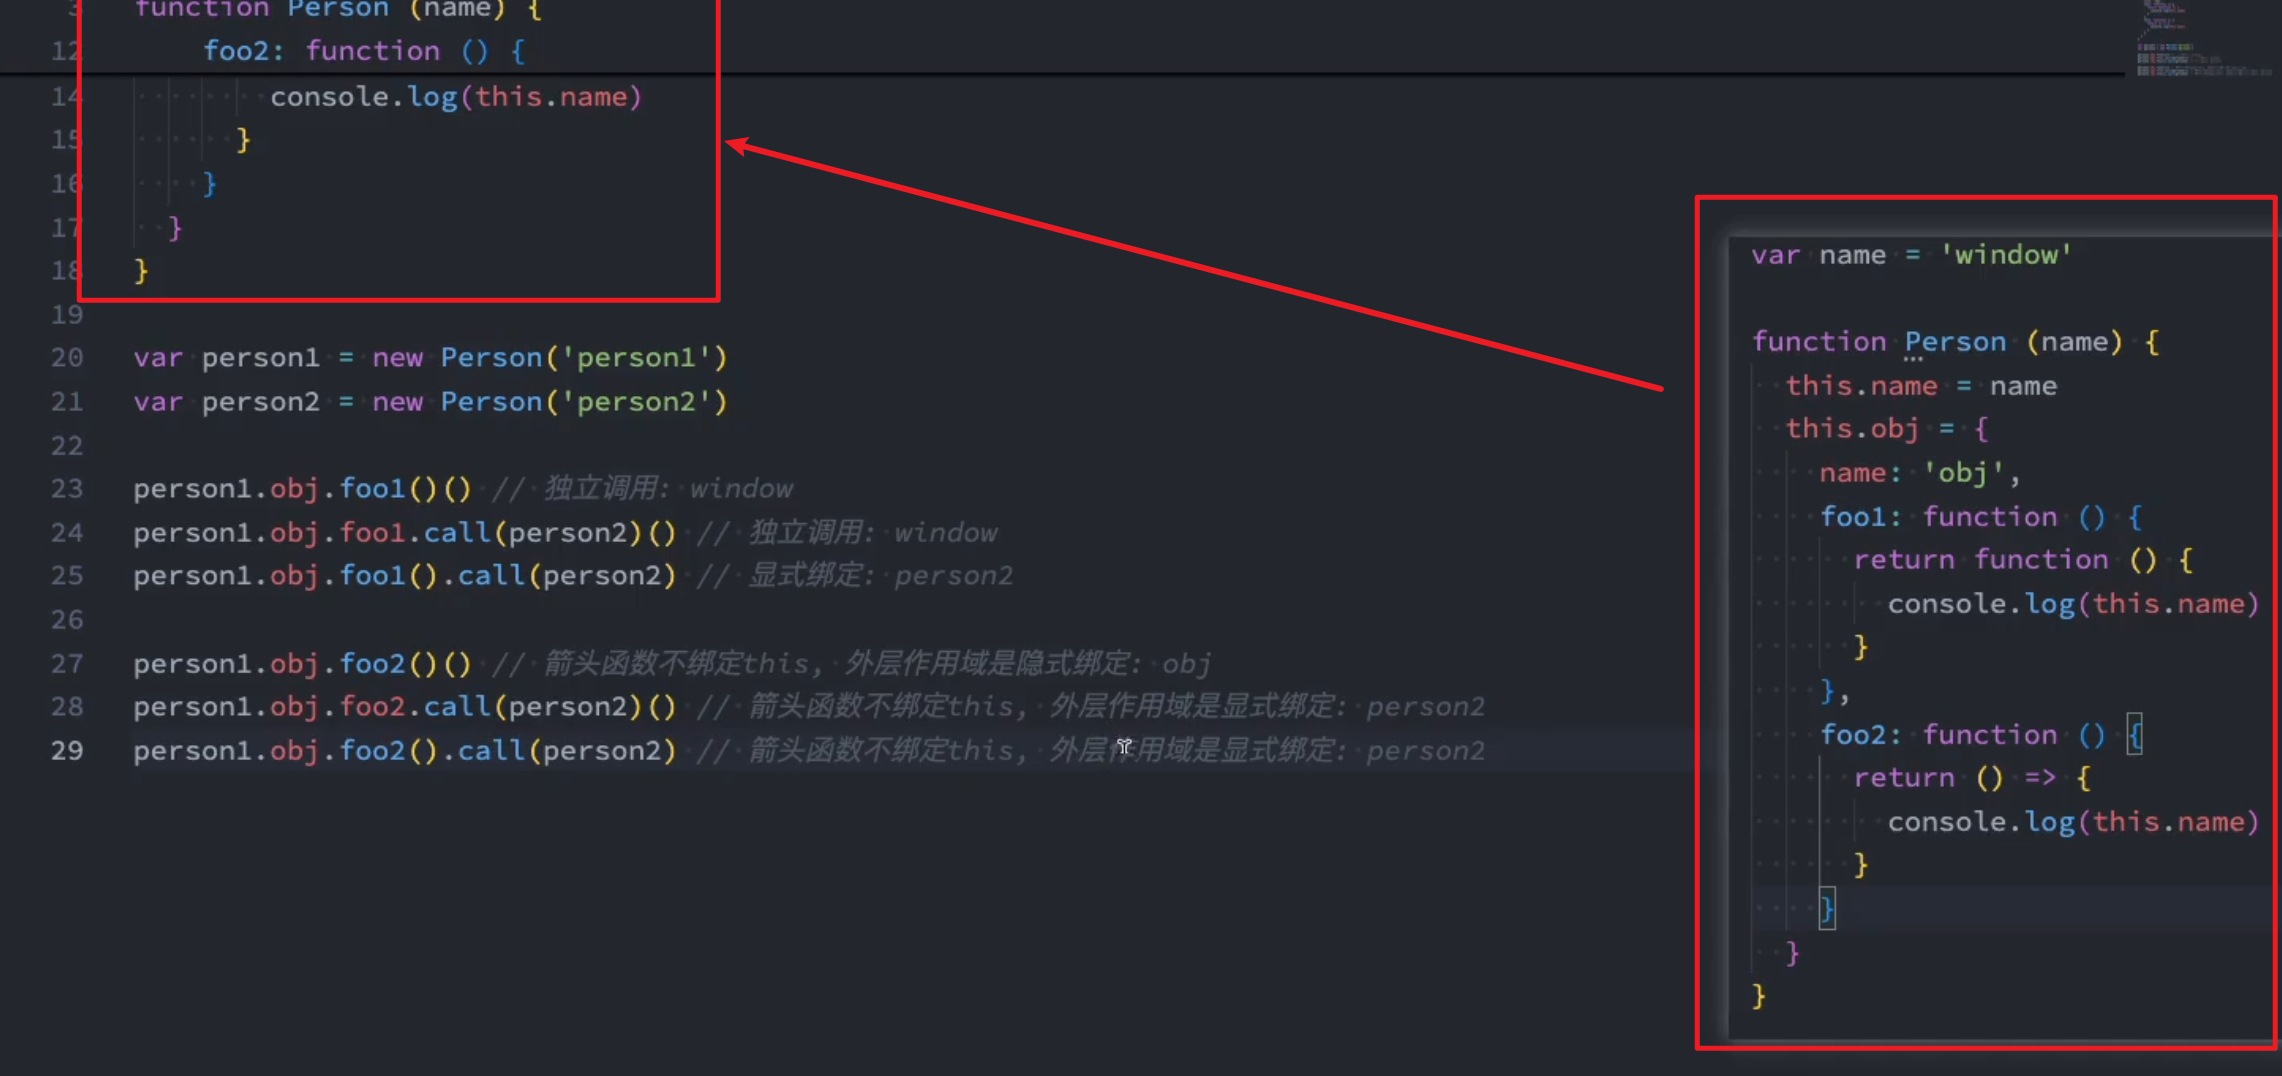 3 function Person (name) {
12 foo2: function () {
14 console.log(this.name)
15 }
16 }
17 }
18 }
19
20 var person1 = new Person('person1')
21 var person2 = new Person('person2')
22
23 person1.obj.foo1()() // 独立调用: window
24 person1.obj.foo1.call(person2)() // 独立调用: window
25 person1.obj.foo1().call(person2) // 显式绑定: person2
26
27 person1.obj.foo2()() // 箭头函数不绑定this, 外层作用域是隐式绑定: obj
28 person1.obj.foo2.call(person2)() // 箭头函数不绑定this, 外层作用域是显式绑定: person2
29 person1.obj.foo2().call(person2) // 箭头函数不绑定this, 外层作用域是显式绑定: person2
var name = 'window'
function Person (name) {
this.name = name
this.obj = {
name: 'obj',
foo1: function () {
return function () {
console.log(this.name)
}
},
foo2: function () {
return () => {
console.log(this.name)
}
}
}
}